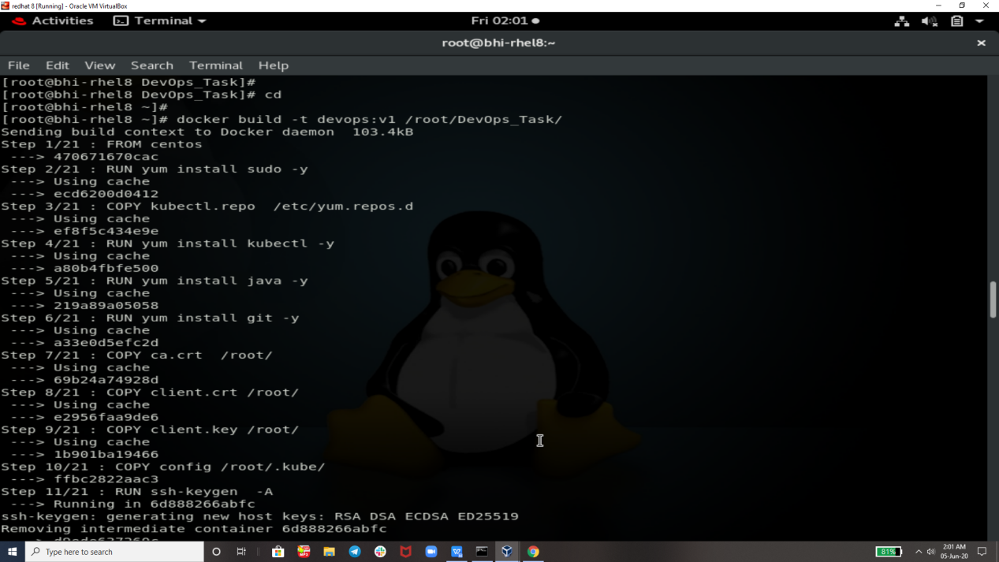 redhat 8 [Running] - Oracle VM VirtualBox
Activities Terminal Fri 02:01
root@bhi-rhel8:~
File Edit View Search Terminal Help
[root@bhi-rhel8 DevOps_Task]#
[root@bhi-rhel8 DevOps_Task]# cd
[root@bhi-rhel8 ~]#
[root@bhi-rhel8 ~]# docker build -t devops:v1 /root/DevOps_Task/
Sending build context to Docker daemon  103.4kB
Step 1/21 : FROM centos
 ---> 470671670cac
Step 2/21 : RUN yum install sudo -y
 ---> Using cache
 ---> ecd6200d0412
Step 3/21 : COPY kubectl.repo  /etc/yum.repos.d
 ---> Using cache
 ---> ef8f5c434e9e
Step 4/21 : RUN yum install kubectl -y
 ---> Using cache
 ---> a80b4fbfe500
Step 5/21 : RUN yum install java -y
 ---> Using cache
 ---> 219a89a05058
Step 6/21 : RUN yum install git -y
 ---> Using cache
 ---> a33e0d5efc2d
Step 7/21 : COPY ca.crt  /root/
 ---> Using cache
 ---> 69b24a74928d
Step 8/21 : COPY client.crt /root/
 ---> Using cache
 ---> e2956faa9de6
Step 9/21 : COPY client.key /root/
 ---> Using cache
 ---> 1b901ba19466
Step 10/21 : COPY config /root/.kube/
 ---> ffbc2822aac3
Step 11/21 : RUN ssh-keygen  -A
 ---> Running in 6d888266abfc
ssh-keygen: generating new host keys: RSA DSA ECDSA ED25519
Removing intermediate container 6d888266abfc
Type here to search
81%
2:01 AM
05-Jun-20